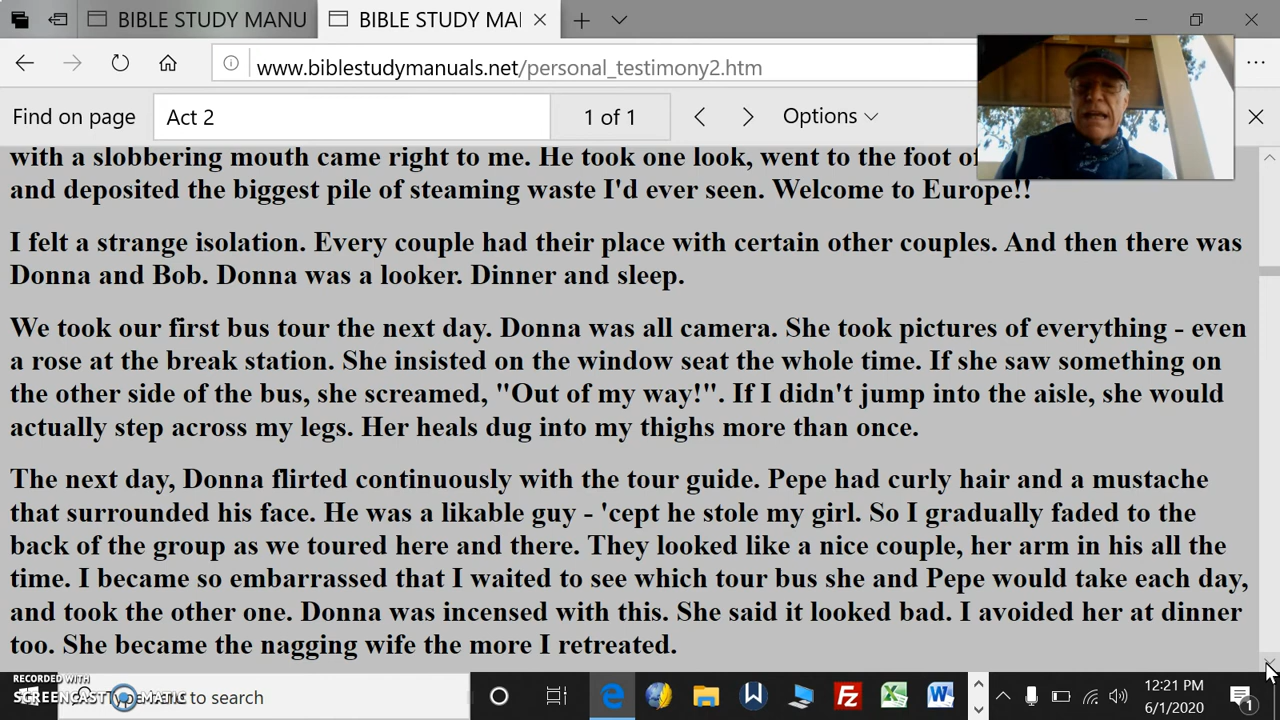 BIBLE STUDY MANU
BIBLE STUDY MAI
www.biblestudymanuals.net/personal_testimony2.htm
Find on page
Act 2
1 of 1
Options
with a slobbering mouth came right to me. He took one look, went to the foot of
and deposited the biggest pile of steaming waste I'd ever seen. Welcome to Europe!!
I felt a strange isolation. Every couple had their place with certain other couples. And then there was
Donna and Bob. Donna was a looker. Dinner and sleep.
We took our first bus tour the next day. Donna was all camera. She took pictures of everything - even
a rose at the break station. She insisted on the window seat the whole time. If she saw something on
the other side of the bus, she screamed, "Out of my way!". If I didn't jump into the aisle, she would
actually step across my legs. Her heals dug into my thighs more than once.
The next day, Donna flirted continuously with the tour guide. Pepe had curly hair and a mustache
that surrounded his face. He was a likable guy - 'cept he stole my girl. So I gradually faded to the
back of the group as we toured here and there. They looked like a nice couple, her arm in his all the
time. I became so embarrassed that I waited to see which tour bus she and Pepe would take each day,
and took the other one. Donna was incensed with this. She said it looked bad. I avoided her at dinner
too. She became the nagging wife the more I retreated.
RECORDED WITH
SCREENCAST MATIC
Type here to search
12:21 PM
6/1/2020
1